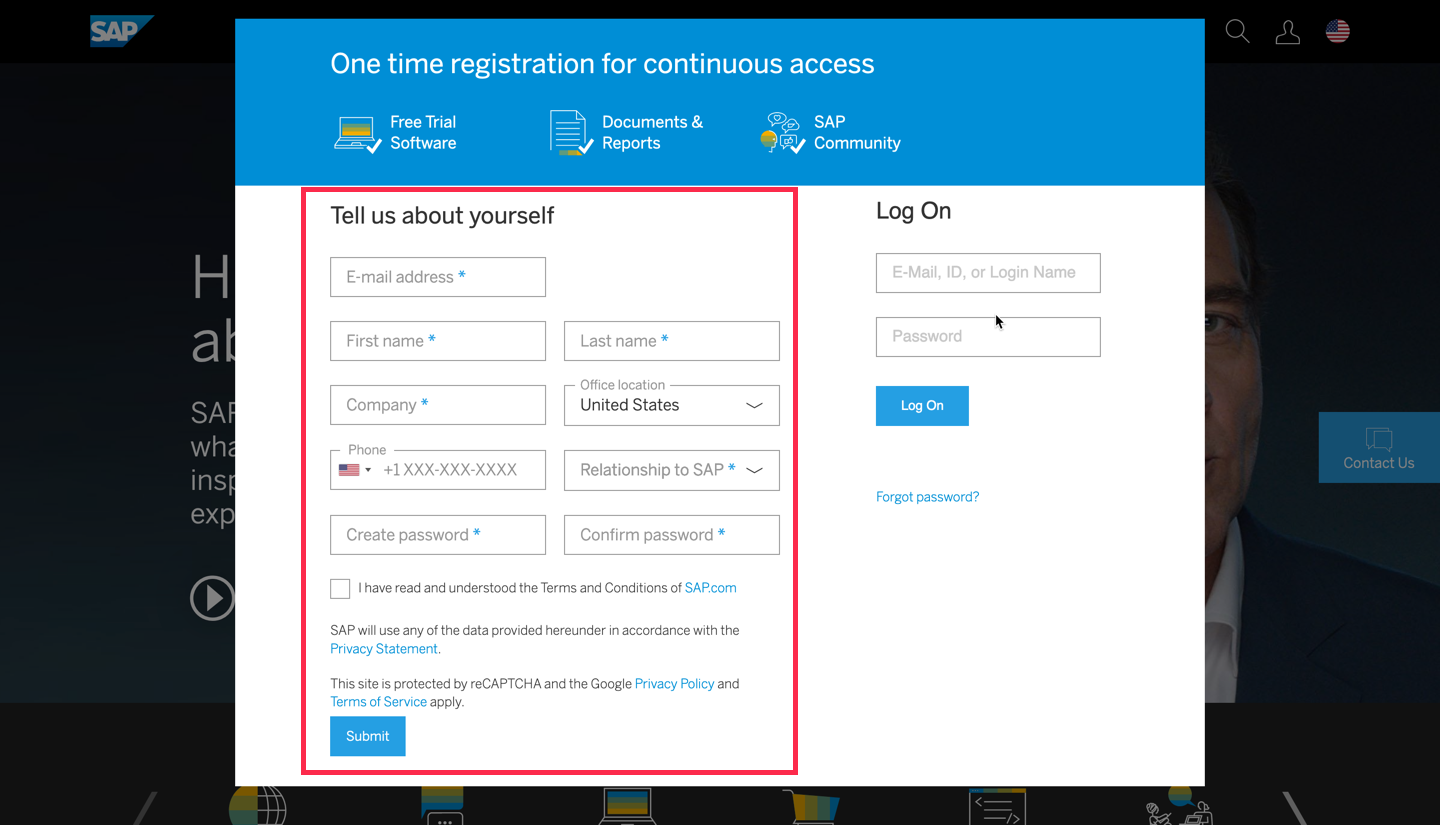 SAP
One time registration for continuous access
Free Trial
Software
Documents &
Reports
SAP
Community
Tell us about yourself
E-mail address *
First name *
Last name *
Company *
Office location
United States
Phone
+1 XXX-XXX-XXXX
Relationship to SAP *
Create password *
Confirm password *
I have read and understood the Terms and Conditions of SAP.com
SAP will use any of the data provided hereunder in accordance with the
Privacy Statement.
This site is protected by reCAPTCHA and the Google Privacy Policy and
Terms of Service apply.
Submit
Log On
E-Mail, ID, or Login Name
Password
Log On
Forgot password?
Contact Us